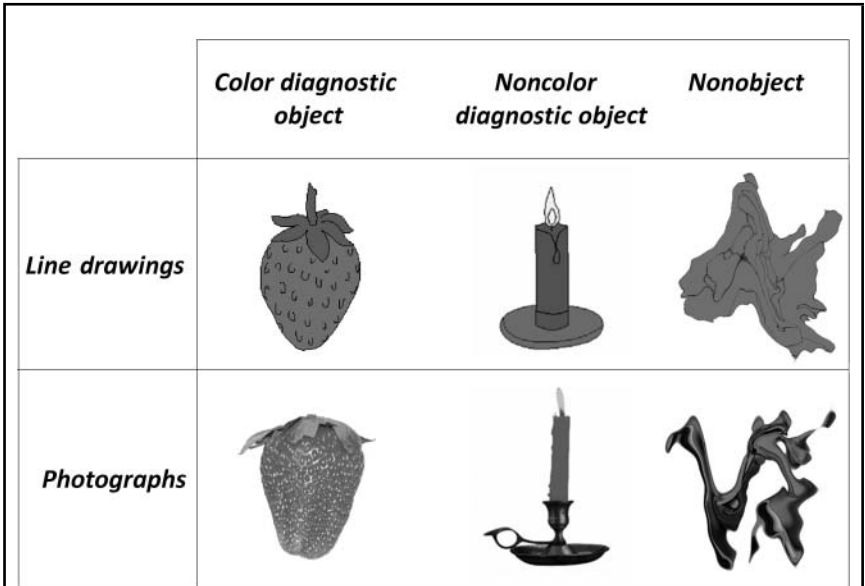 Color diagnostic
object
Noncolor
diagnostic object
Nonobject
Line drawings
Photographs